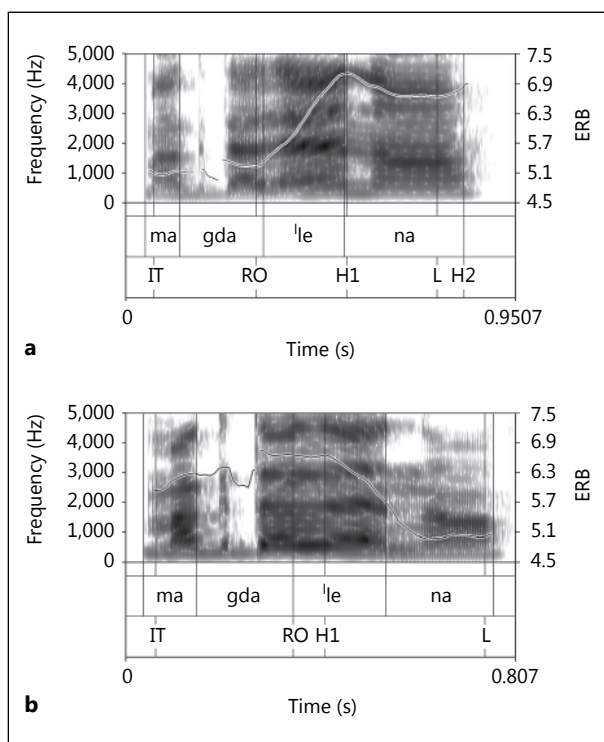 5,000
4,000
3,000
2,000
1,000
0
Frequency (Hz)
7.5
6.9
6.3
5.7
5.1
4.5
ERB
ma gda ˈle na
IT RO H1 L H2
0 0.9507
Time (s)
a
5,000
4,000
3,000
2,000
1,000
0
Frequency (Hz)
7.5
6.9
6.3
5.7
5.1
4.5
ERB
ma gda ˈle na
IT RO H1 L
0 0.807
Time (s)
b